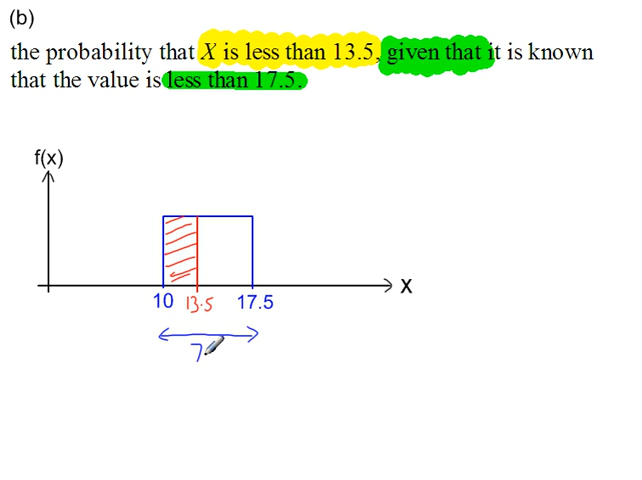 (b)
the probability that X is less than 13.5, given that it is known
that the value is less than 17.5.
f(x)
X
10 13.5 17.5
7